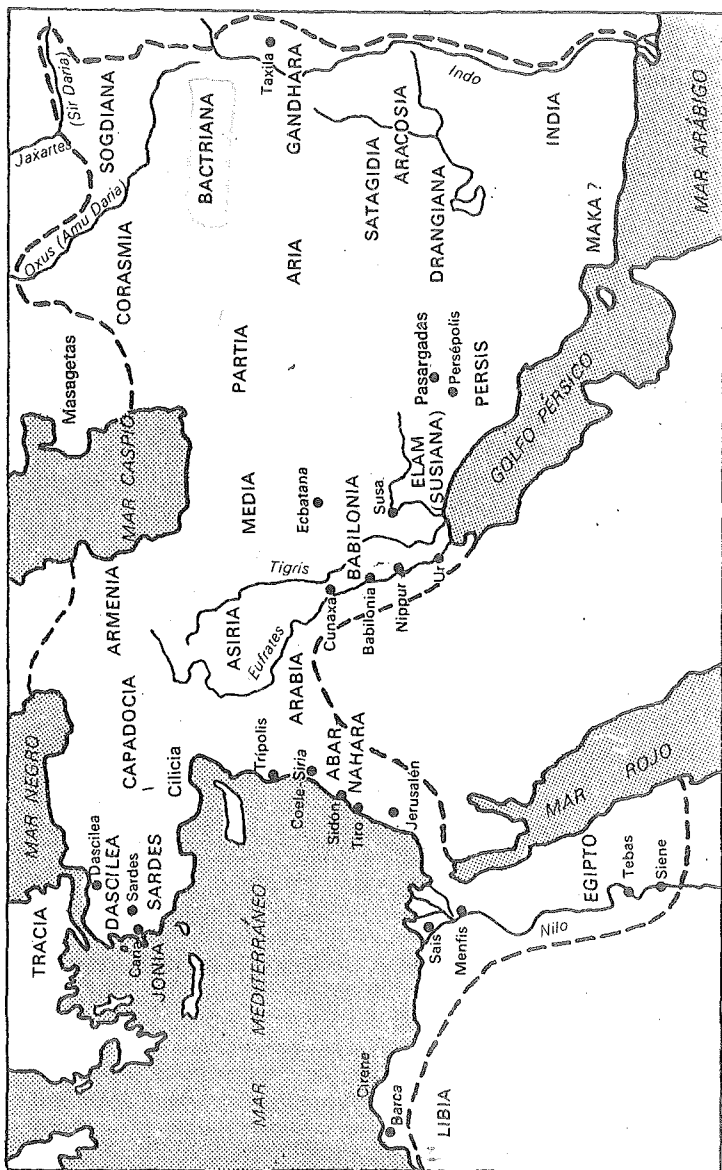 TRACIA
MAR NEGRO
Dascilea
DASCILEA
Sardes
SARDES
Caria
JONIA
CAPADOCIA
ARMENIA
Cilicia
MAR CASPIO
Masagetas
CORASMIA
Oxus (Amu Daria)
Jaxartes
(Sir Daria)
SOGDIANA
BACTRIANA
PARTIA
MEDIA
ASIRIA
Tigris
Eufrates
Ecbatana
ARIA
Taxila
GANDHARA
Indo
SATAGIDIA
ARACOSIA
DRANGIANA
INDIA
MAKA ?
MAR ARÁBIGO
GOLFO PÉRSICO
Pasargadas
Persépolis
PERSIS
ELAM
(SUSIANA)
Susa
BABILONIA
Cunaxa
Babilonia
Nippur
Ur
ARABIA
Trípolis
Coele-Siria
ABAR
NAHARA
Sidón
Tiro
Jerusalén
MAR MEDITERRÁNEO
MAR ROJO
Cirene
Barca
LIBIA
Sais
Menfis
Nilo
EGIPTO
Tebas
Siene